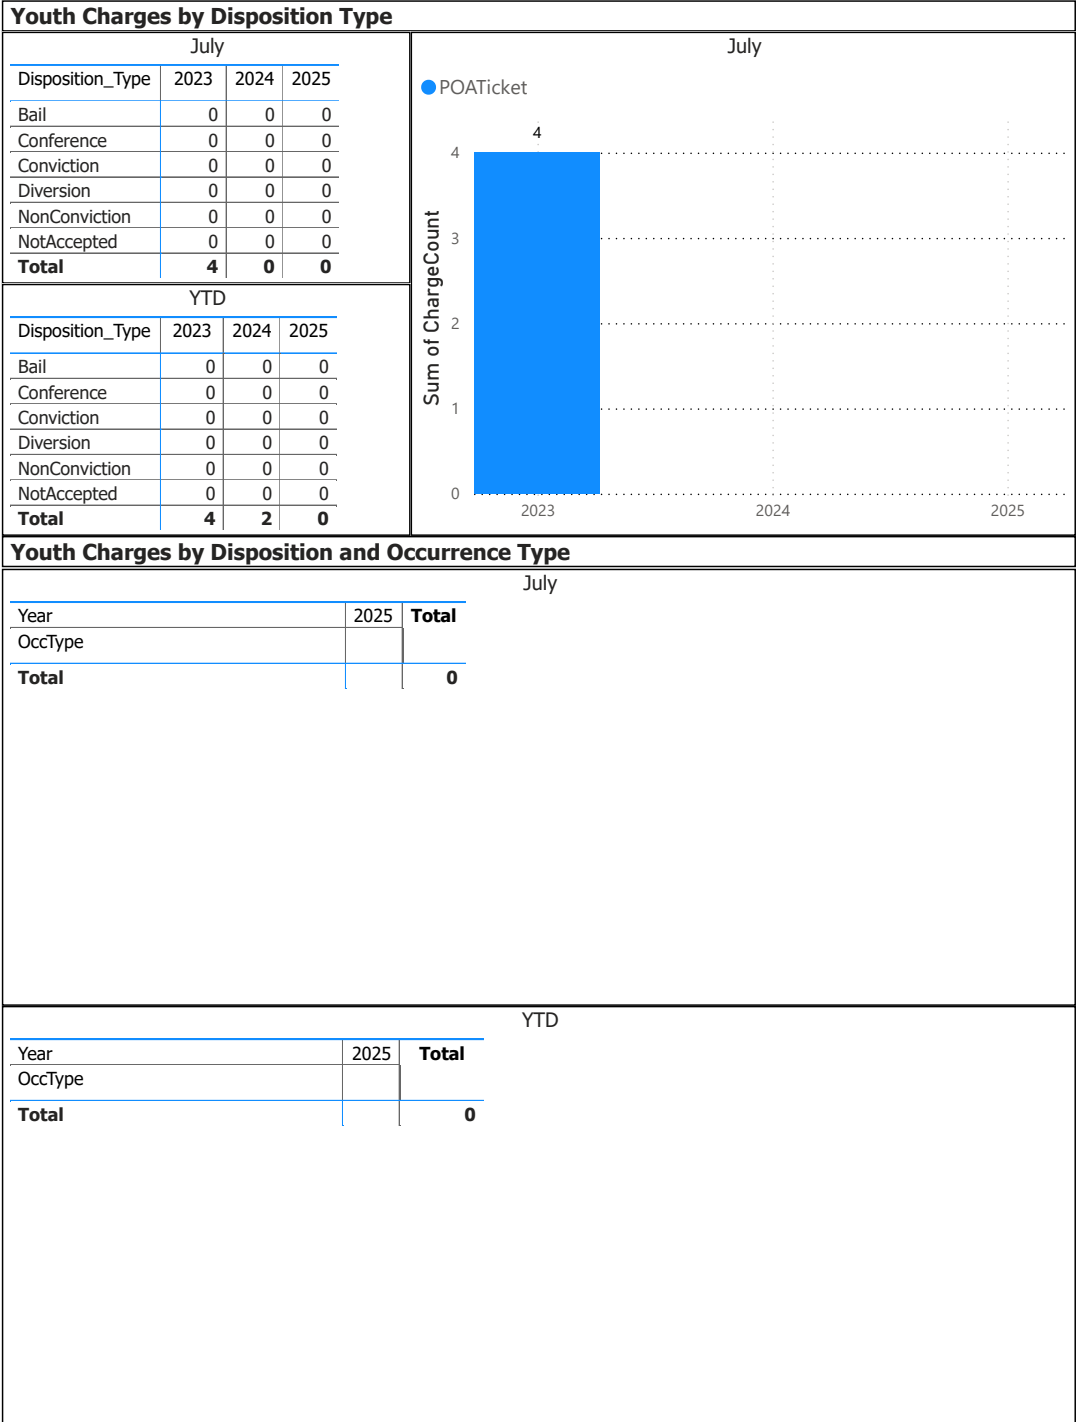 Youth Charges by Disposition Type
July
Disposition_Type 2023 2024 2025
Bail 0 0 0
Conference 0 0 0
Conviction 0 0 0
Diversion 0 0 0
NonConviction 0 0 0
NotAccepted 0 0 0
Total 4 0 0
YTD
Disposition_Type 2023 2024 2025
Bail 0 0 0
Conference 0 0 0
Conviction 0 0 0
Diversion 0 0 0
NonConviction 0 0 0
NotAccepted 0 0 0
Total 4 2 0
July
POATicket
Sum of ChargeCount
4
4
3
2
1
0
2023 2024 2025
Youth Charges by Disposition and Occurrence Type
July
Year 2025 Total
OccType
Total 0
YTD
Year 2025 Total
OccType
Total 0